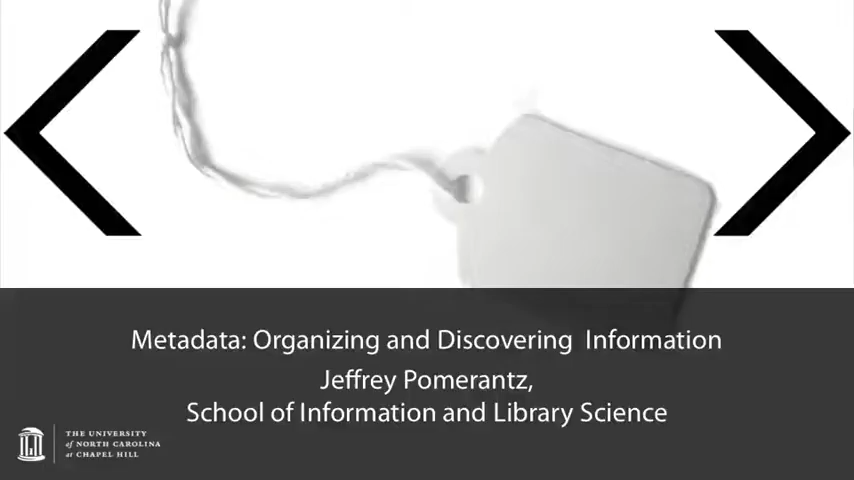 Metadata: Organizing and Discovering Information
Jeffrey Pomerantz,
School of Information and Library Science
THE UNIVERSITY
of NORTH CAROLINA
at CHAPEL HILL